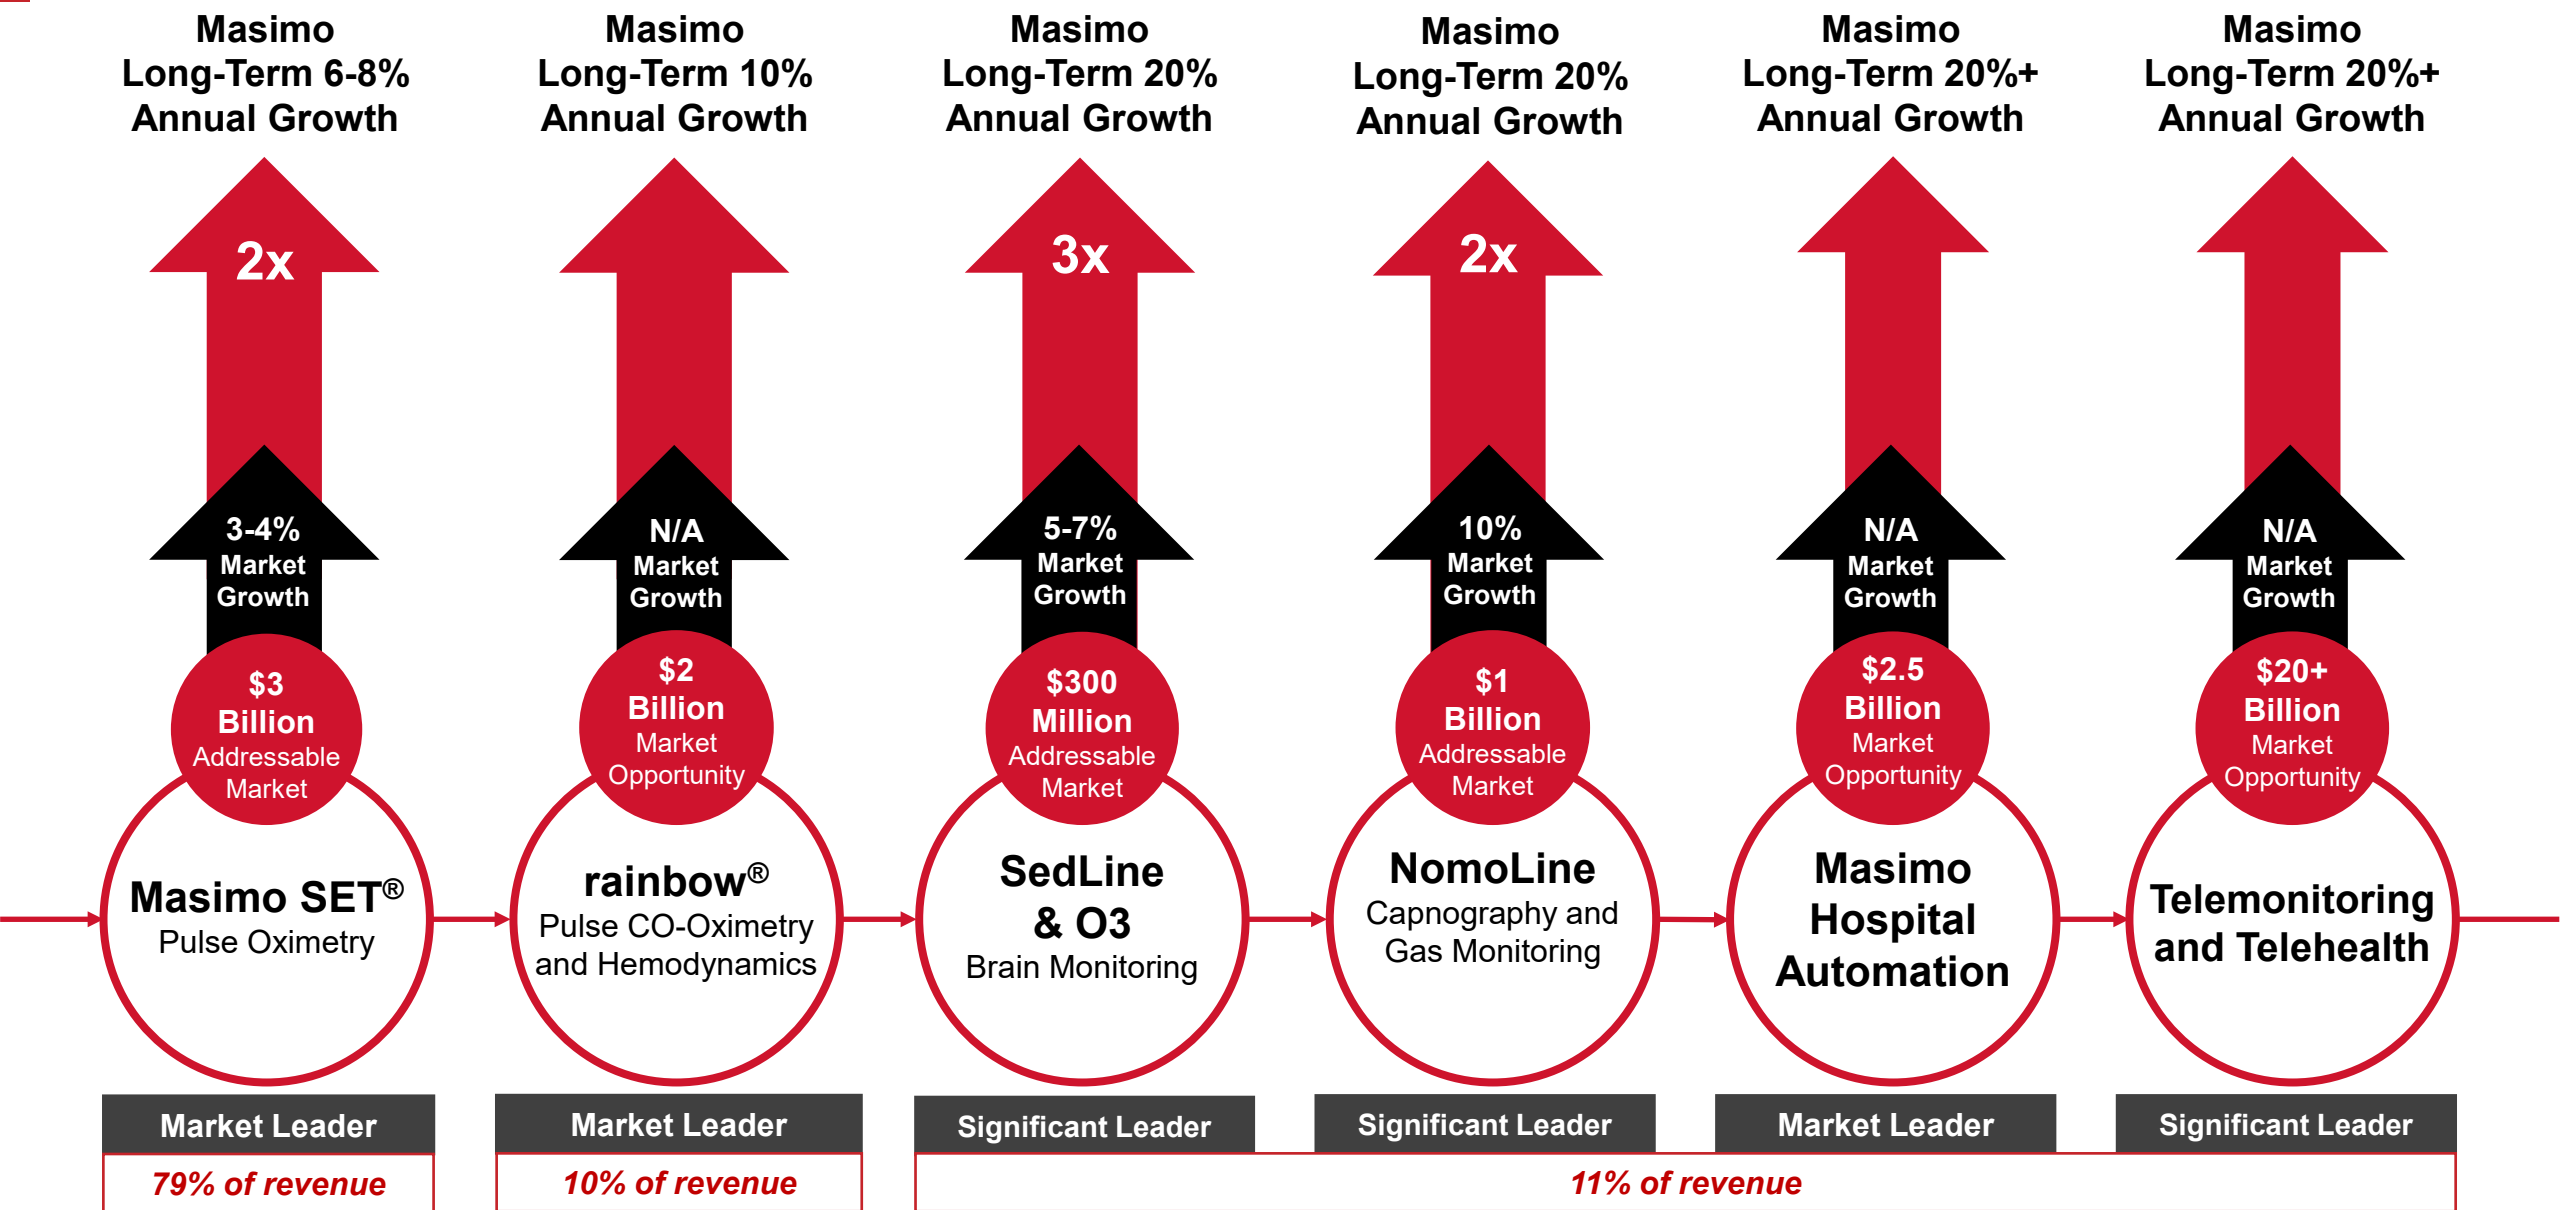 Masimo
Long-Term 6-8%
Annual Growth
2x
3-4%
Market
Growth
$3
Billion
Addressable
Market
Masimo SET®
Pulse Oximetry
Market Leader
79% of revenue
Masimo
Long-Term 10%
Annual Growth
N/A
Market
Growth
$2
Billion
Market
Opportunity
rainbow®
Pulse CO-Oximetry
and Hemodynamics
Market Leader
10% of revenue
Masimo
Long-Term 20%
Annual Growth
3x
5-7%
Market
Growth
$300
Million
Addressable
Market
SedLine
& O3
Brain Monitoring
Significant Leader
Masimo
Long-Term 20%
Annual Growth
2x
10%
Market
Growth
$1
Billion
Addressable
Market
NomoLine
Capnography and
Gas Monitoring
Significant Leader
Masimo
Long-Term 20%+
Annual Growth
N/A
Market
Growth
$2.5
Billion
Market
Opportunity
Masimo
Hospital
Automation
Market Leader
Masimo
Long-Term 20%+
Annual Growth
N/A
Market
Growth
$20+
Billion
Market
Opportunity
Telemonitoring
and Telehealth
Significant Leader
11% of revenue